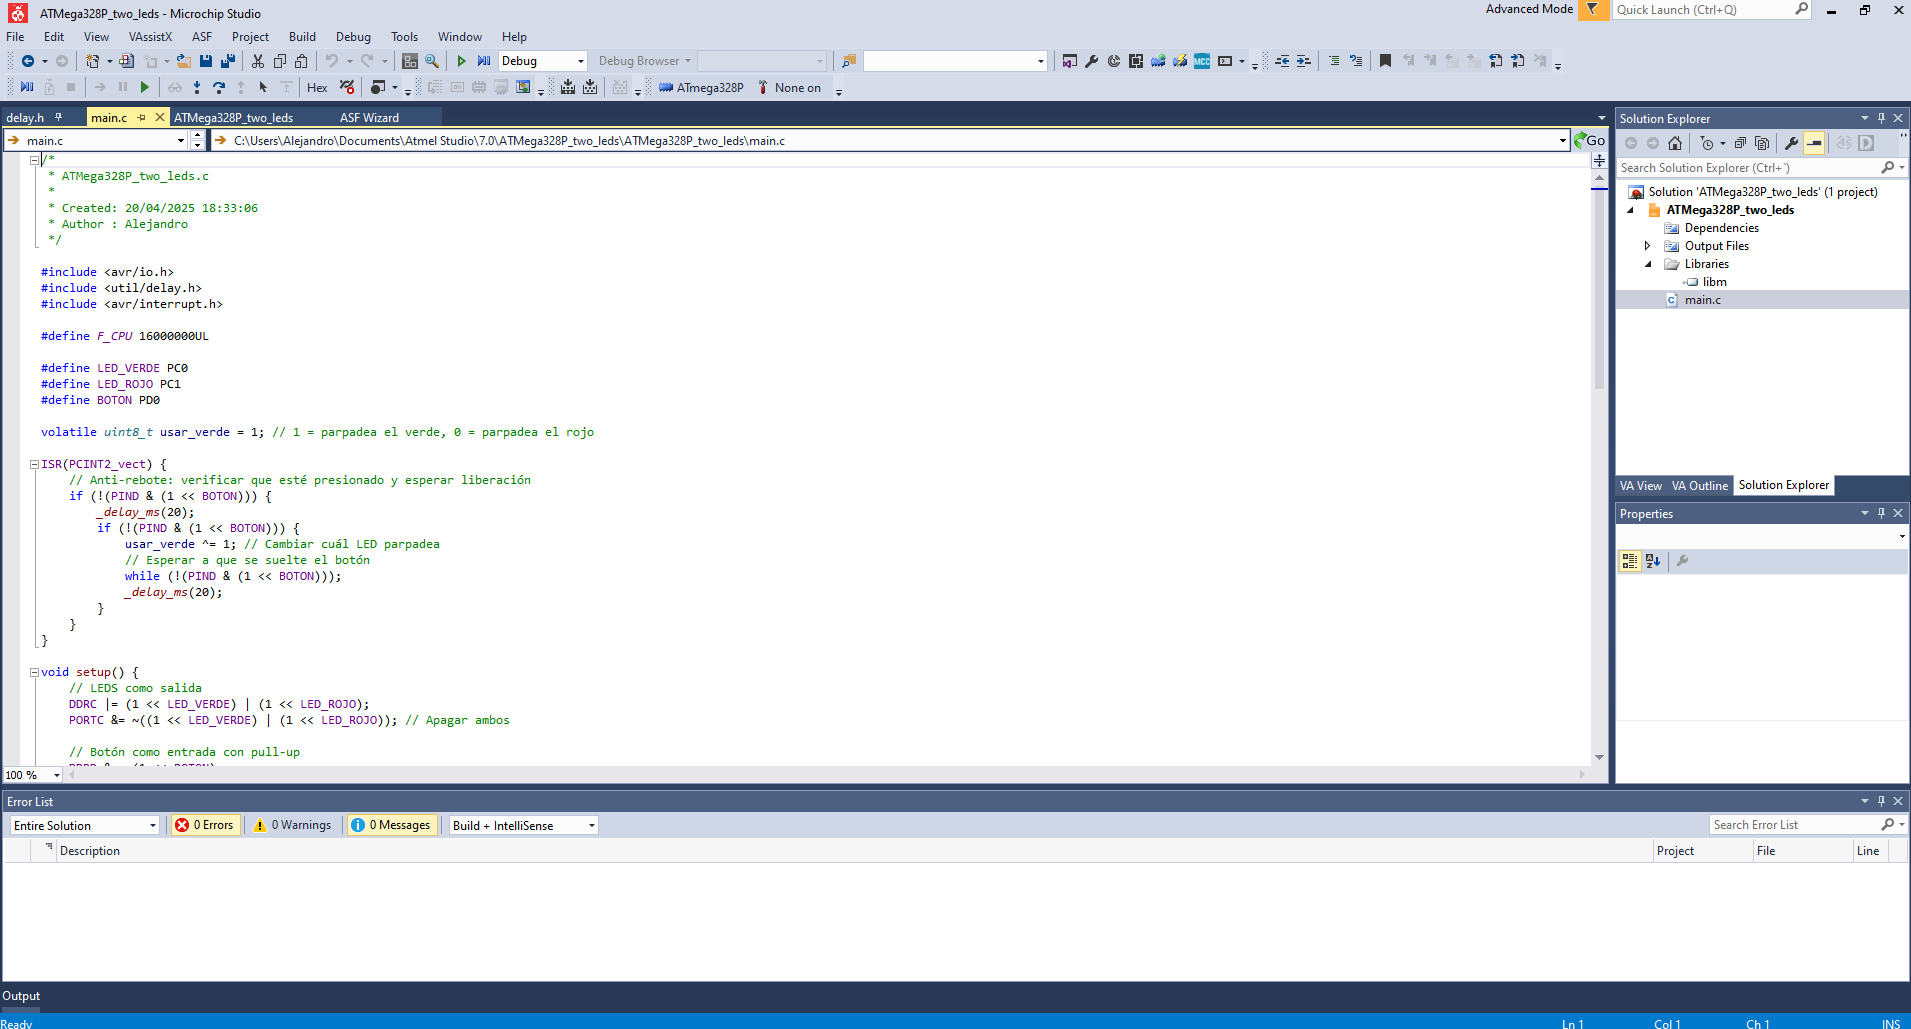 ATMega328P_two_leds - Microchip Studio
Advanced Mode
Quick Launch (Ctrl+Q)
File Edit View VAssistX ASF Project Build Debug Tools Window Help
Debug Debug Browser
Hex ATmega328P None on
delay.h main.c ATMega328P_two_leds ASF Wizard
main.c C:\Users\Alejandro\Documents\Atmel Studio\7.0\ATMega328P_two_leds\ATMega328P_two_leds\main.c Go
/*
* ATMega328P_two_leds.c
*
* Created: 20/04/2025 18:33:06
* Author : Alejandro
*/
#include <avr/io.h>
#include <util/delay.h>
#include <avr/interrupt.h>
#define F_CPU 16000000UL
#define LED_VERDE PC0
#define LED_ROJO PC1
#define BOTON PD0
volatile uint8_t usar_verde = 1; // 1 = parpadea el verde, 0 = parpadea el rojo
ISR(PCINT2_vect) {
// Anti-rebote: verificar que esté presionado y esperar liberación
if (!(PIND & (1 << BOTON))) {
_delay_ms(20);
if (!(PIND & (1 << BOTON))) {
usar_verde ^= 1; // Cambiar cuál LED parpadea
// Esperar a que se suelte el botón
while (!(PIND & (1 << BOTON)));
_delay_ms(20);
}
}
}
void setup() {
// LEDS como salida
DDRC |= (1 << LED_VERDE) | (1 << LED_ROJO);
PORTC &= ~((1 << LED_VERDE) | (1 << LED_ROJO)); // Apagar ambos
// Botón como entrada con pull-up
100 %
Solution Explorer
Search Solution Explorer (Ctrl+´)
Solution 'ATMega328P_two_leds' (1 project)
ATMega328P_two_leds
Dependencies
Output Files
Libraries
libm
main.c
VA View VA Outline Solution Explorer
Properties
Error List
Entire Solution 0 Errors 0 Warnings 0 Messages Build + IntelliSense Search Error List
Description Project File Line
Output
Ready Ln 1 Col 1 Ch 1 INS